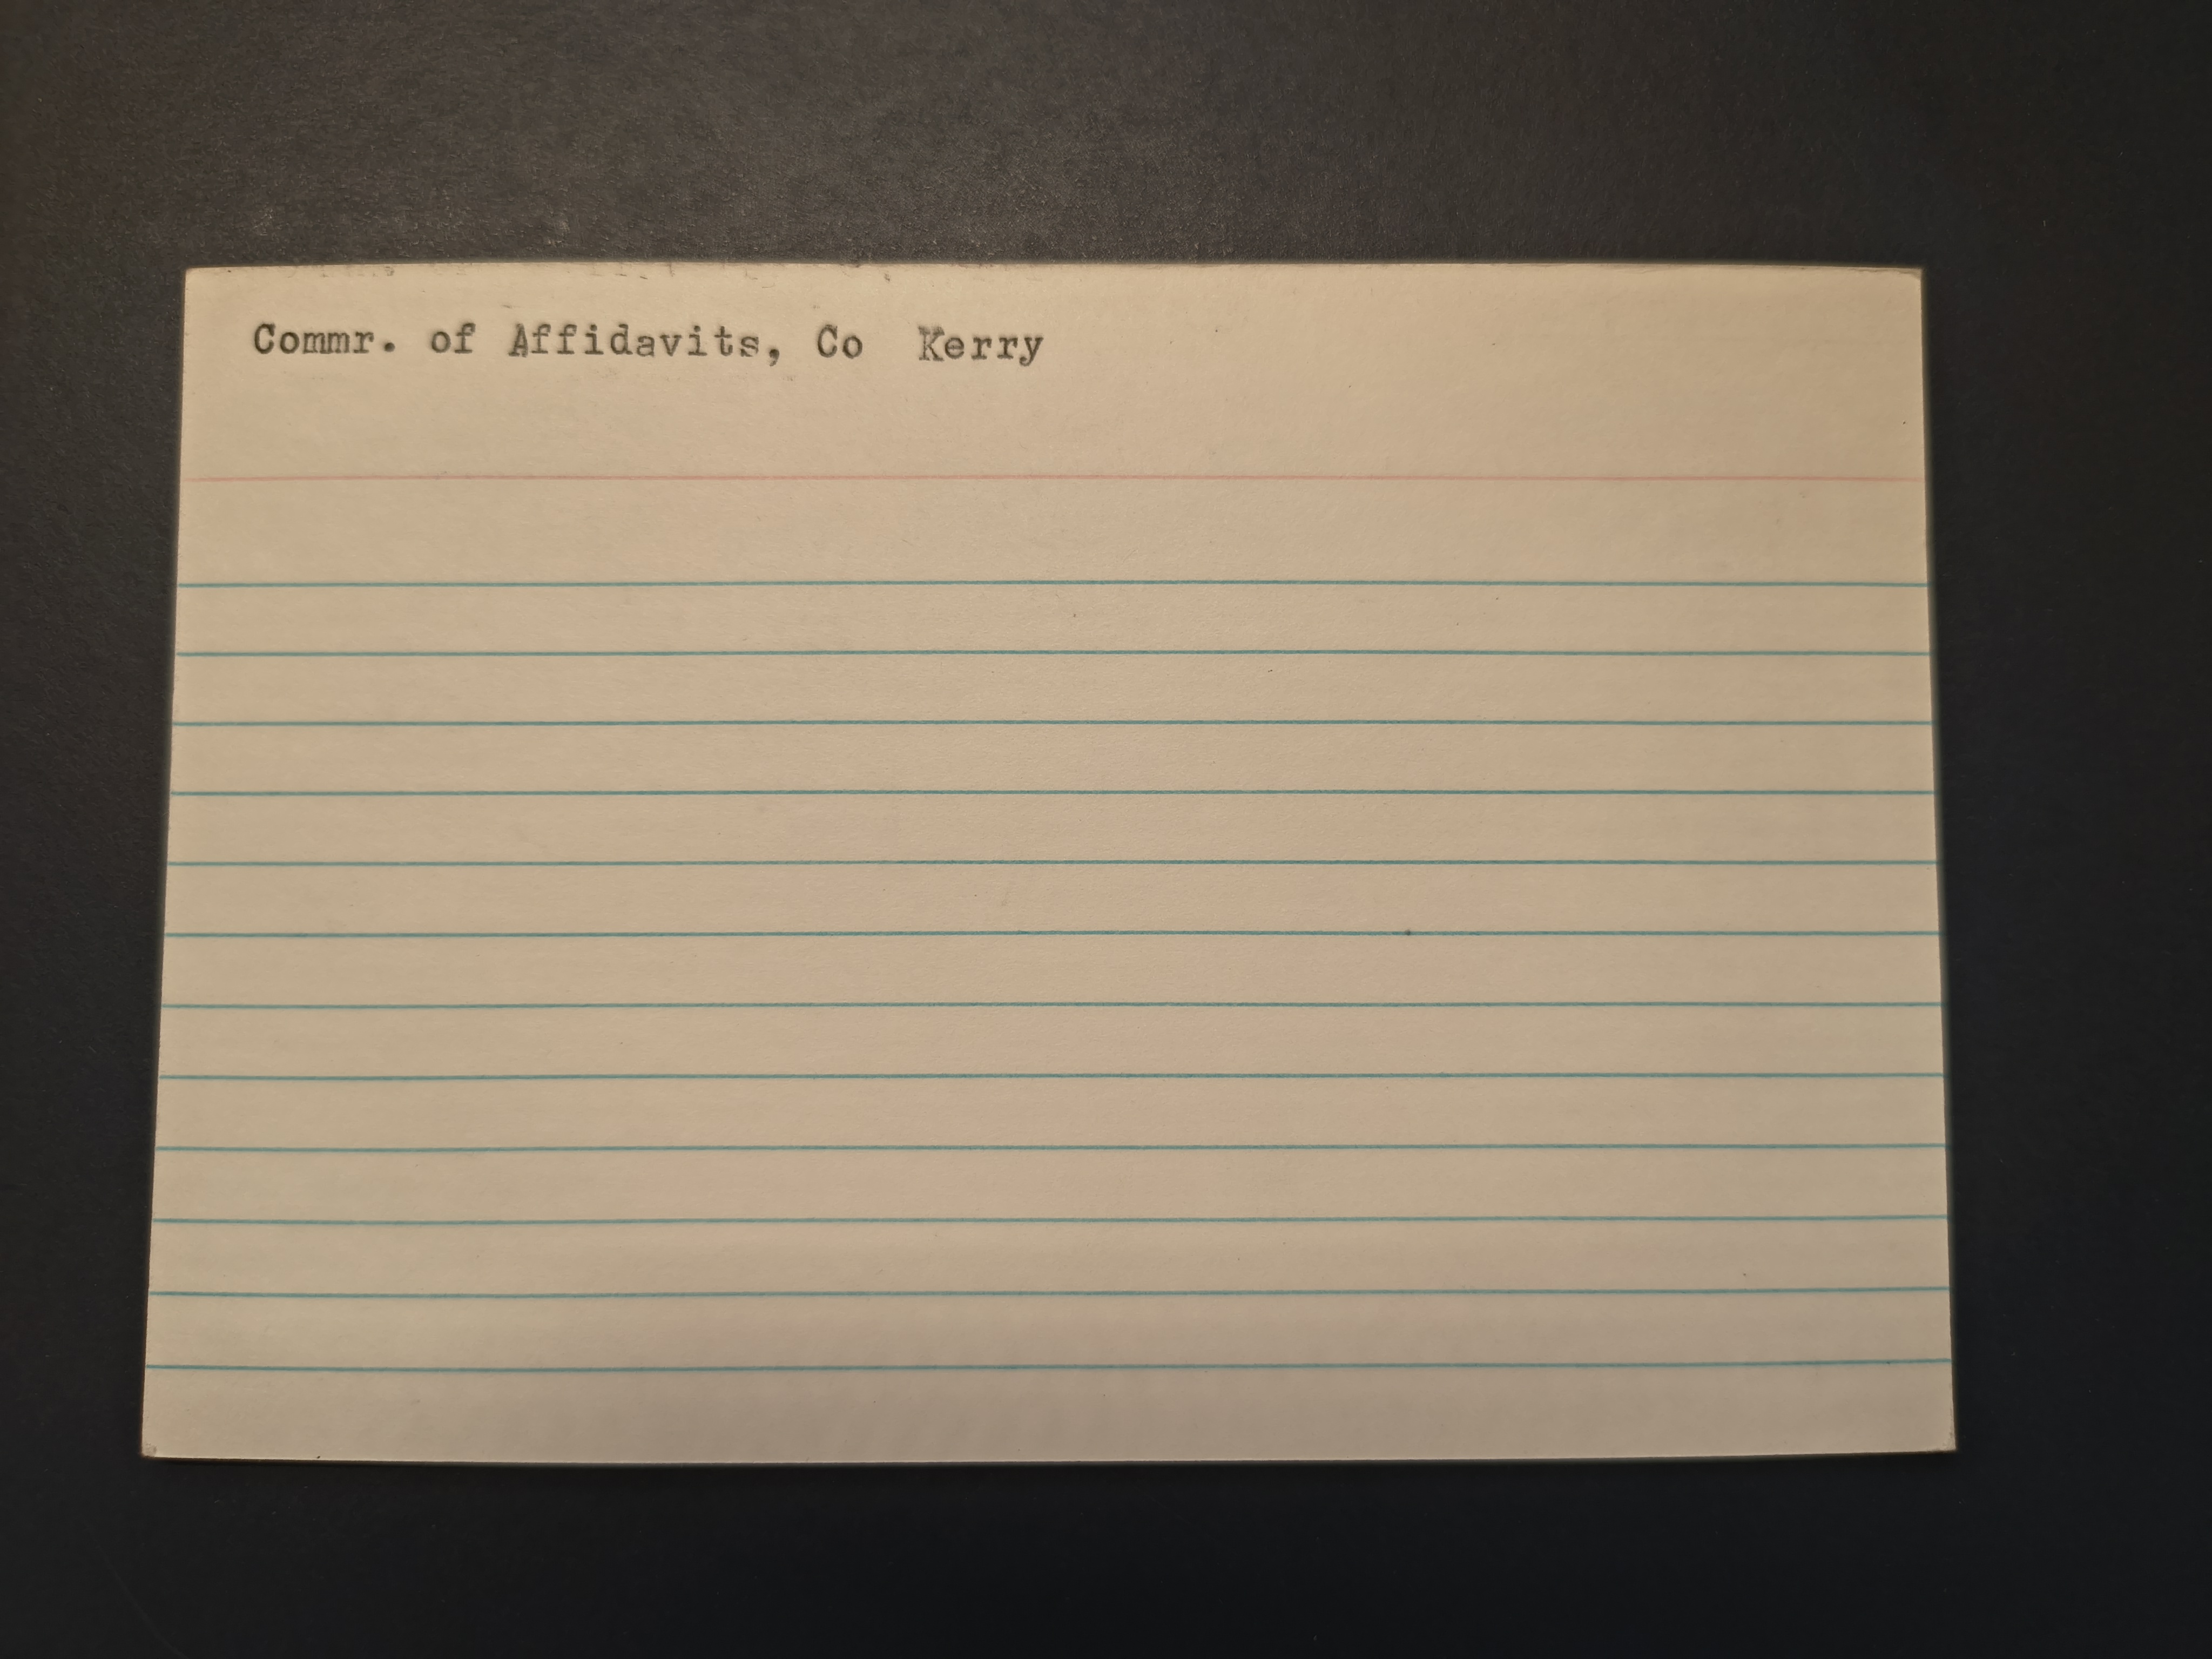 Commr. of Affidavits, Co  Kerry